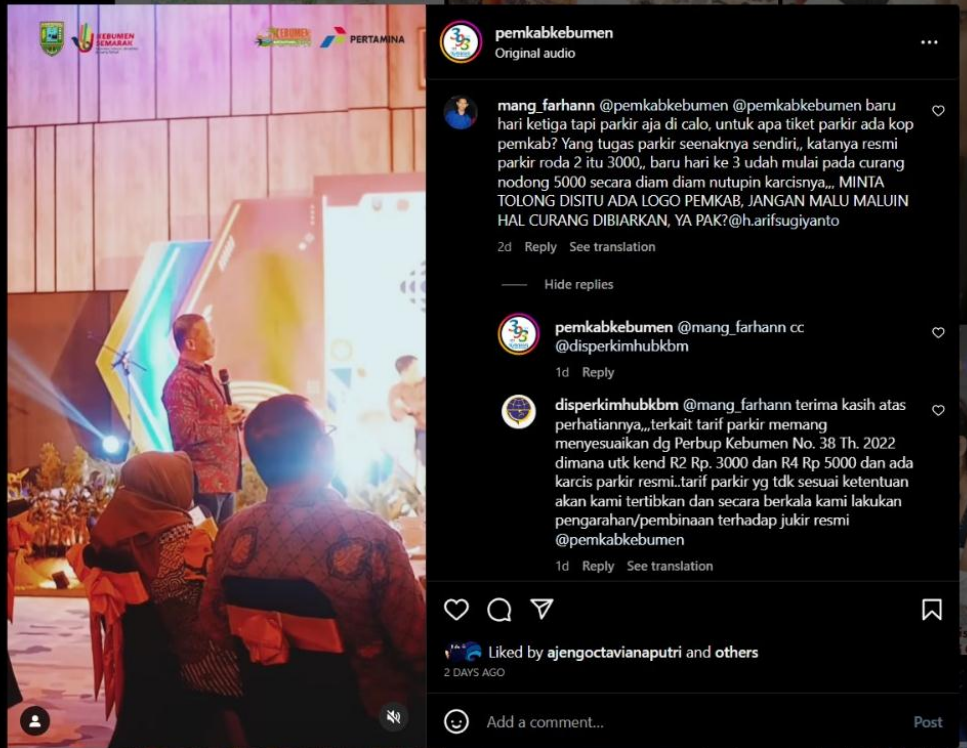 KEBUMEN
SEMARAK
KEBUMEN
PERTAMINA
pemkabkebumen
Original audio
mang_farhann @pemkabkebumen @pemkabkebumen baru
hari ketiga tapi parkir aja di calo, untuk apa tiket parkir ada kop
pemkab? Yang tugas parkir seenaknya sendiri,, katanya resmi
parkir roda 2 itu 3000,, baru hari ke 3 udah mulai pada curang
nodong 5000 secara diam diam nutupin karcisnya,,, MINTA
TOLONG DISITU ADA LOGO PEMKAB, JANGAN MALU MALUIN
HAL CURANG DIBIARKAN, YA PAK?@h.arifsugiyanto
2d Reply See translation
Hide replies
pemkabkebumen @mang_farhann cc
@disperkimhubkbm
1d Reply
disperkimhubkbm @mang_farhann terima kasih atas
perhatiannya,,,terkait tarif parkir memang
menyesuaikan dg Perbup Kebumen No. 38 Th. 2022
dimana utk kend R2 Rp. 3000 dan R4 Rp 5000 dan ada
karcis parkir resmi..tarif parkir yg tdk sesuai ketentuan
akan kami tertibkan dan secara berkala kami lakukan
pengarahan/pembinaan terhadap jukir resmi
@pemkabkebumen
1d Reply See translation
Liked by ajengoctavianaputri and others
2 DAYS AGO
Add a comment...
Post